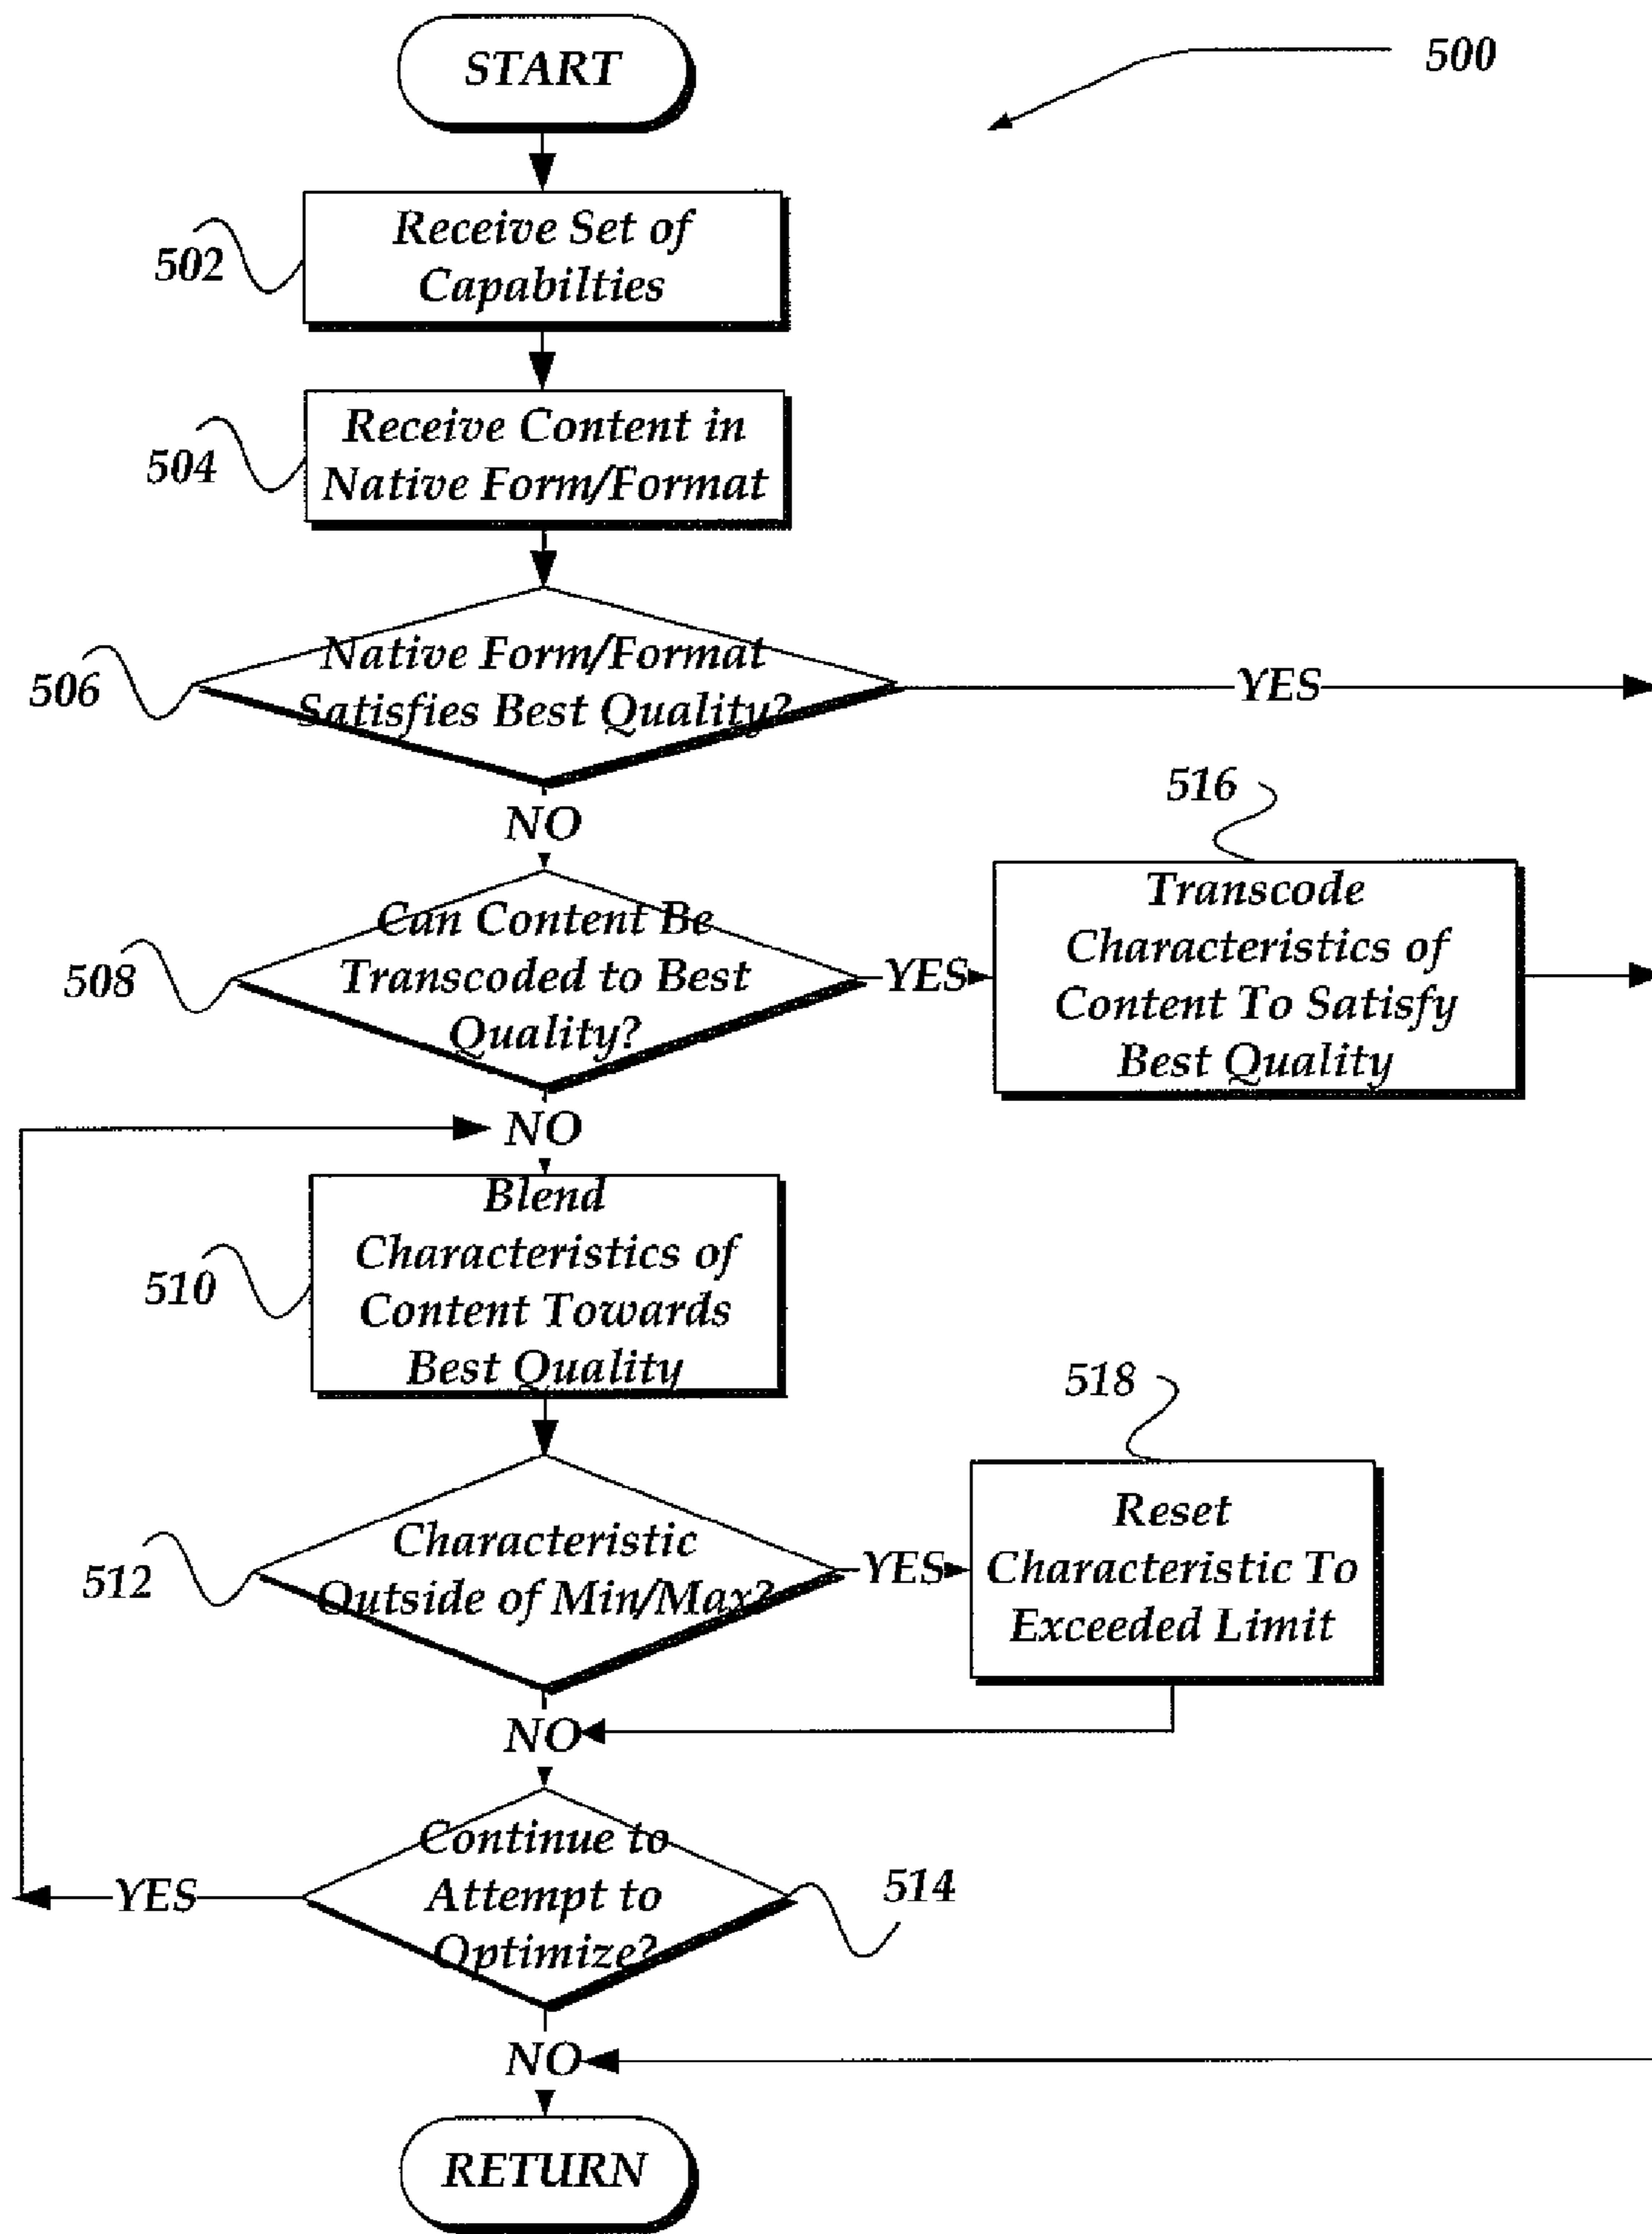 START
500
502
Receive Set of
Capabilties
504
Receive Content in
Native Form/Format
506
Native Form/Format
Satisfies Best Quality?
YES
NO
516
508
Can Content Be
Transcoded to Best
Quality?
YES
Transcode
Characteristics of
Content To Satisfy
Best Quality
NO
510
Blend
Characteristics of
Content Towards
Best Quality
518
512
Characteristic
Outside of Min/Max?
YES
Reset
Characteristic To
Exceeded Limit
NO
514
Continue to
Attempt to
Optimize?
YES
NO
RETURN